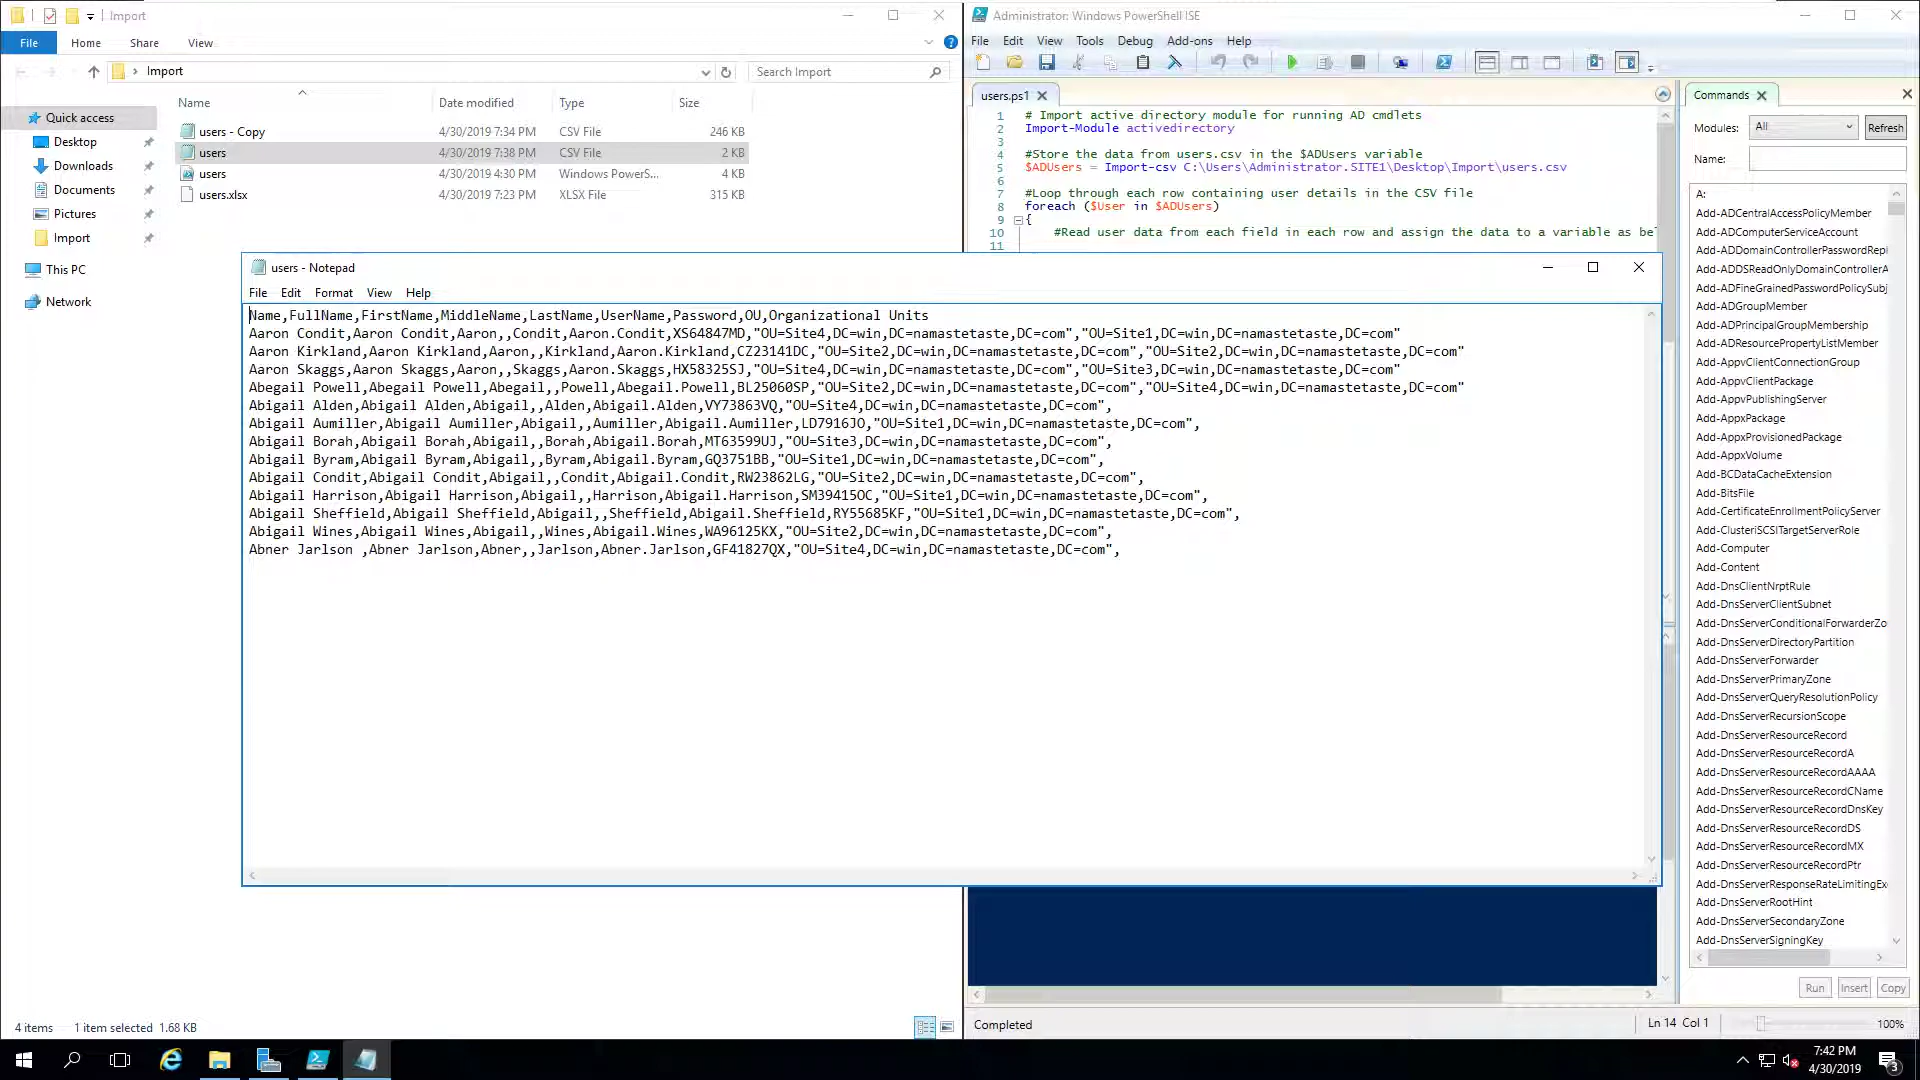 Import
File Home Share View
Import
Search Import
Name Date modified Type Size
Quick access
Desktop
Downloads
Documents
Pictures
Import
This PC
Network
users - Copy 4/30/2019 7:34 PM CSV File 246 KB
users 4/30/2019 7:38 PM CSV File 2 KB
users 4/30/2019 4:30 PM Windows PowerS... 4 KB
users.xlsx 4/30/2019 7:23 PM XLSX File 315 KB
4 items 1 item selected 1.68 KB
Administrator: Windows PowerShell ISE
File Edit View Tools Debug Add-ons Help
users.ps1
1 # Import active directory module for running AD cmdlets
2 Import-Module activedirectory
3
4 #Store the data from users.csv in the $ADUsers variable
5 $ADUsers = Import-csv C:\Users\Administrator.SITE1\Desktop\Import\users.csv
6
7 #Loop through each row containing user details in the CSV file
8 foreach ($User in $ADUsers)
9 {
10 #Read user data from each field in each row and assign the data to a variable as bel
11
Completed
Ln 14 Col 1
100%
Commands
Modules: All Refresh
Name:
A:
Add-ADCentralAccessPolicyMember
Add-ADComputerServiceAccount
Add-ADDomainControllerPasswordRepl
Add-ADDSReadOnlyDomainControllerA
Add-ADFineGrainedPasswordPolicySubj
Add-ADGroupMember
Add-ADPrincipalGroupMembership
Add-ADResourcePropertyListMember
Add-AppvClientConnectionGroup
Add-AppvClientPackage
Add-AppvPublishingServer
Add-AppxPackage
Add-AppxProvisionedPackage
Add-AppxVolume
Add-BCDataCacheExtension
Add-BitsFile
Add-CertificateEnrollmentPolicyServer
Add-ClusteriSCSITargetServerRole
Add-Computer
Add-Content
Add-DnsClientNrptRule
Add-DnsServerClientSubnet
Add-DnsServerConditionalForwarderZo
Add-DnsServerDirectoryPartition
Add-DnsServerForwarder
Add-DnsServerPrimaryZone
Add-DnsServerQueryResolutionPolicy
Add-DnsServerRecursionScope
Add-DnsServerResourceRecord
Add-DnsServerResourceRecordA
Add-DnsServerResourceRecordAAAA
Add-DnsServerResourceRecordCName
Add-DnsServerResourceRecordDnsKey
Add-DnsServerResourceRecordDS
Add-DnsServerResourceRecordMX
Add-DnsServerResourceRecordPtr
Add-DnsServerResponseRateLimitingEx
Add-DnsServerRootHint
Add-DnsServerSecondaryZone
Add-DnsServerSigningKey
Run Insert Copy
users - Notepad
File Edit Format View Help
Name,FullName,FirstName,MiddleName,LastName,UserName,Password,OU,Organizational Units
Aaron Condit,Aaron Condit,Aaron,,Condit,Aaron.Condit,XS64847MD,"OU=Site4,DC=win,DC=namastetaste,DC=com","OU=Site1,DC=win,DC=namastetaste,DC=com"
Aaron Kirkland,Aaron Kirkland,Aaron,,Kirkland,Aaron.Kirkland,CZ23141DC,"OU=Site2,DC=win,DC=namastetaste,DC=com","OU=Site2,DC=win,DC=namastetaste,DC=com"
Aaron Skaggs,Aaron Skaggs,Aaron,,Skaggs,Aaron.Skaggs,HX58325SJ,"OU=Site4,DC=win,DC=namastetaste,DC=com","OU=Site3,DC=win,DC=namastetaste,DC=com"
Abegail Powell,Abegail Powell,Abegail,,Powell,Abegail.Powell,BL25060SP,"OU=Site2,DC=win,DC=namastetaste,DC=com","OU=Site4,DC=win,DC=namastetaste,DC=com"
Abigail Alden,Abigail Alden,Abigail,,Alden,Abigail.Alden,VY73863VQ,"OU=Site4,DC=win,DC=namastetaste,DC=com",
Abigail Aumiller,Abigail Aumiller,Abigail,,Aumiller,Abigail.Aumiller,LD7916JO,"OU=Site1,DC=win,DC=namastetaste,DC=com",
Abigail Borah,Abigail Borah,Abigail,,Borah,Abigail.Borah,MT63599UJ,"OU=Site3,DC=win,DC=namastetaste,DC=com",
Abigail Byram,Abigail Byram,Abigail,,Byram,Abigail.Byram,GQ3751BB,"OU=Site1,DC=win,DC=namastetaste,DC=com",
Abigail Condit,Abigail Condit,Abigail,,Condit,Abigail.Condit,RW23862LG,"OU=Site2,DC=win,DC=namastetaste,DC=com",
Abigail Harrison,Abigail Harrison,Abigail,,Harrison,Abigail.Harrison,SM39415OC,"OU=Site1,DC=win,DC=namastetaste,DC=com",
Abigail Sheffield,Abigail Sheffield,Abigail,,Sheffield,Abigail.Sheffield,RY55685KF,"OU=Site1,DC=win,DC=namastetaste,DC=com",
Abigail Wines,Abigail Wines,Abigail,,Wines,Abigail.Wines,WA96125KX,"OU=Site2,DC=win,DC=namastetaste,DC=com",
Abner Jarlson ,Abner Jarlson,Abner,,Jarlson,Abner.Jarlson,GF41827QX,"OU=Site4,DC=win,DC=namastetaste,DC=com",
7:42 PM
4/30/2019
3